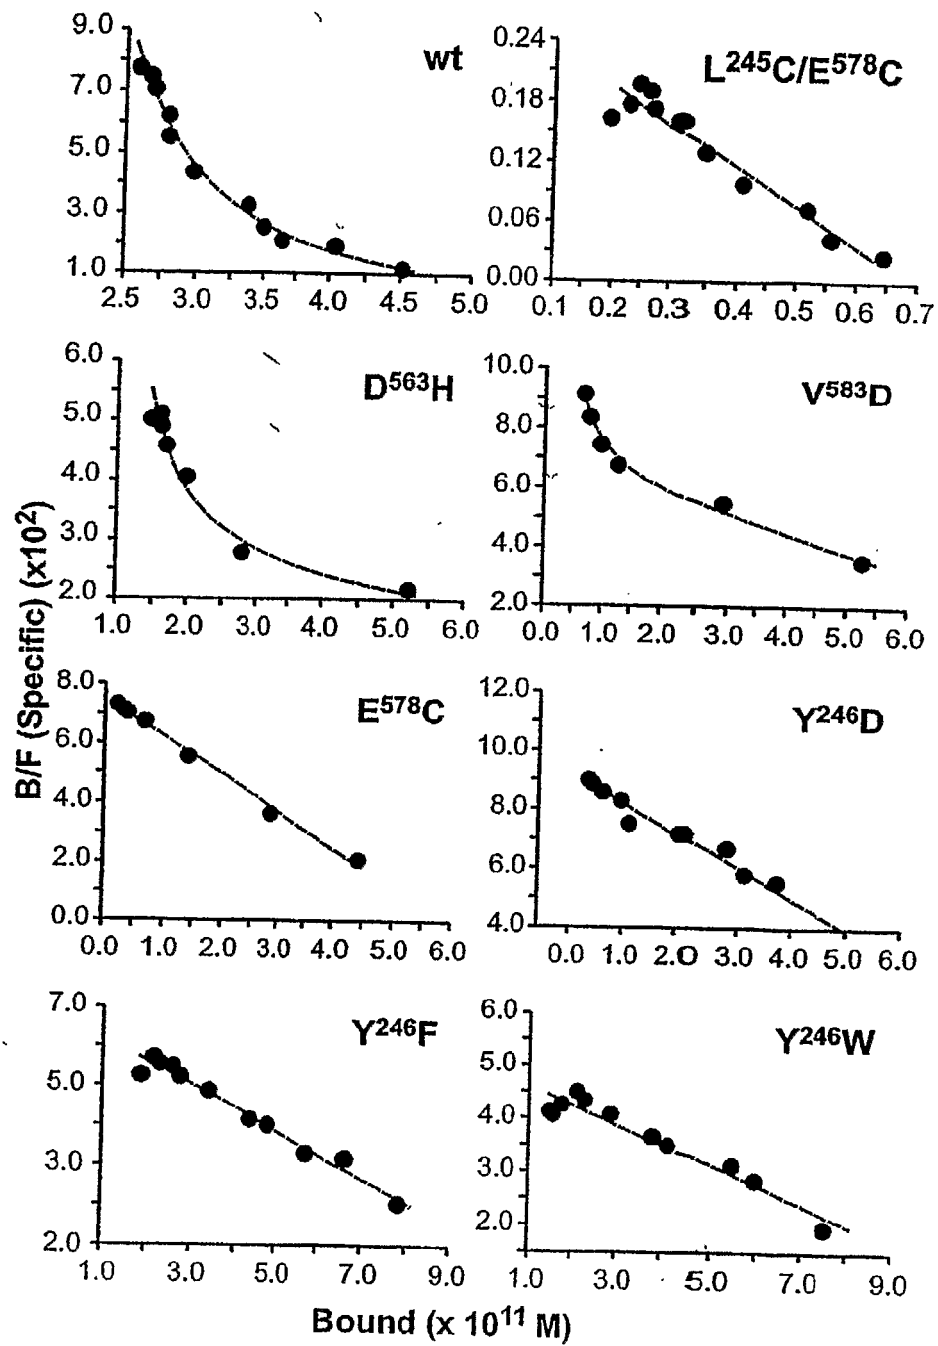 wt
9.0
7.0
5.0
3.0
1.0
2.5 3.0 3.5 4.0 4.5 5.0
L²⁴⁵C/E⁵⁷⁸C
0.24
0.18
0.12
0.06
0.00
0.1 0.2 0.3 0.4 0.5 0.6 0.7
D⁵⁶³H
6.0
5.0
4.0
3.0
2.0
1.0 2.0 3.0 4.0 5.0 6.0
V⁵⁸³D
10.0
8.0
6.0
4.0
2.0
0.0 1.0 2.0 3.0 4.0 5.0 6.0
B/F (Specific) (x10²)
E⁵⁷⁸C
8.0
6.0
4.0
2.0
0.0
0.0 1.0 2.0 3.0 4.0 5.0 6.0
Y²⁴⁶D
12.0
10.0
8.0
6.0
4.0
0.0 1.0 2.0 3.0 4.0 5.0 6.0
Y²⁴⁶F
7.0
5.0
3.0
2.0
1.0 3.0 5.0 7.0 9.0
Y²⁴⁶W
6.0
5.0
4.0
3.0
2.0
1.0 3.0 5.0 7.0 9.0
Bound (x 10¹¹ M)